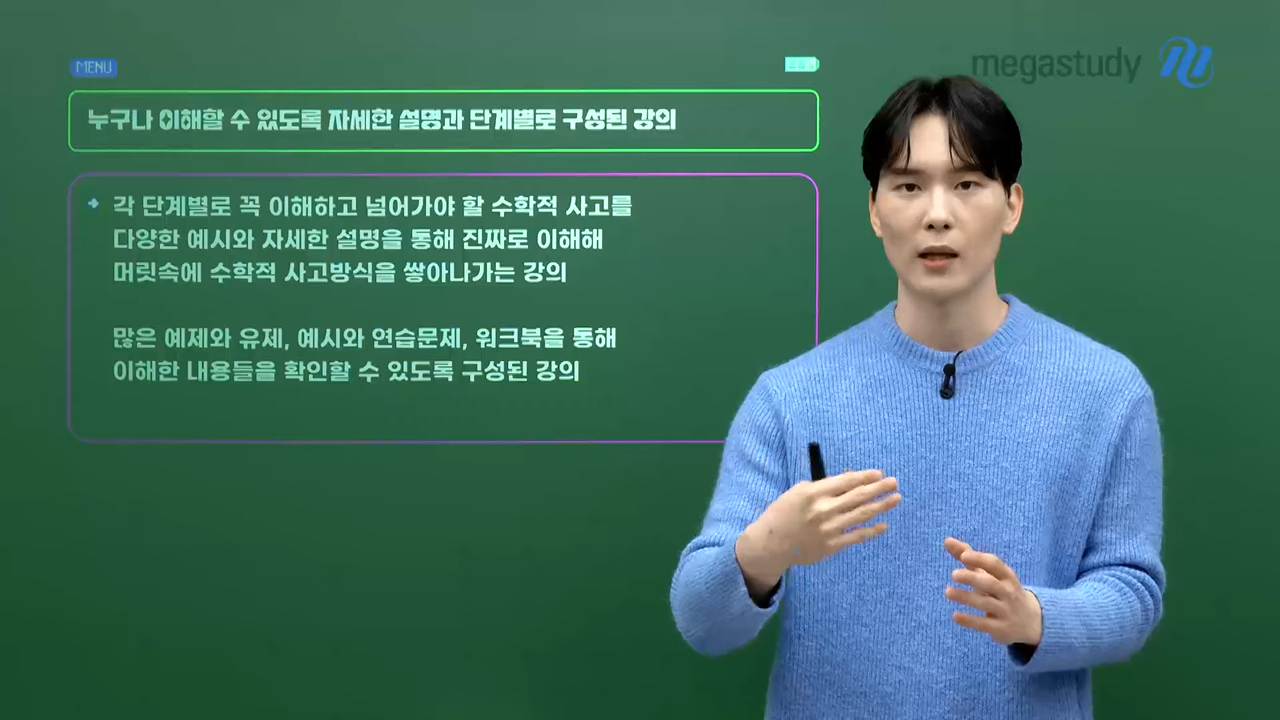 megastudy
MENU
누구나 이해할 수 있도록 자세한 설명과 단계별로 구성된 강의
각 단계별로 꼭 이해하고 넘어가야 할 수학적 사고를
다양한 예시와 자세한 설명을 통해 진짜로 이해해
머릿속에 수학적 사고방식을 쌓아나가는 강의
많은 예제와 유제, 예시와 연습문제, 워크북을 통해
이해한 내용들을 확인할 수 있도록 구성된 강의